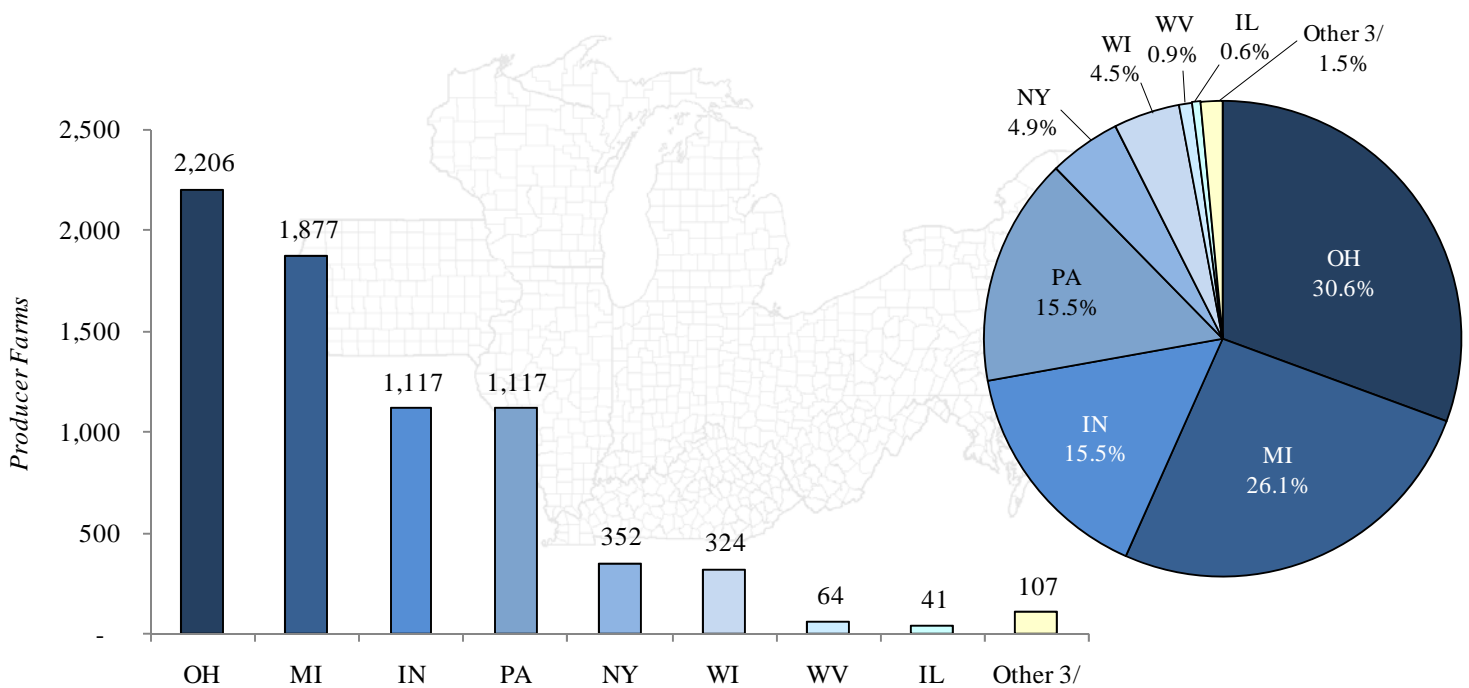 Producer Farms
2,500
2,000
1,500
1,000
500
-
2,206
1,877
1,117
1,117
352
324
64
41
107
OH
MI
IN
PA
NY
WI
WV
IL
Other 3/
OH
30.6%
MI
26.1%
IN
15.5%
PA
15.5%
NY
4.9%
WI
4.5%
WV
0.9%
IL
0.6%
Other 3/
1.5%